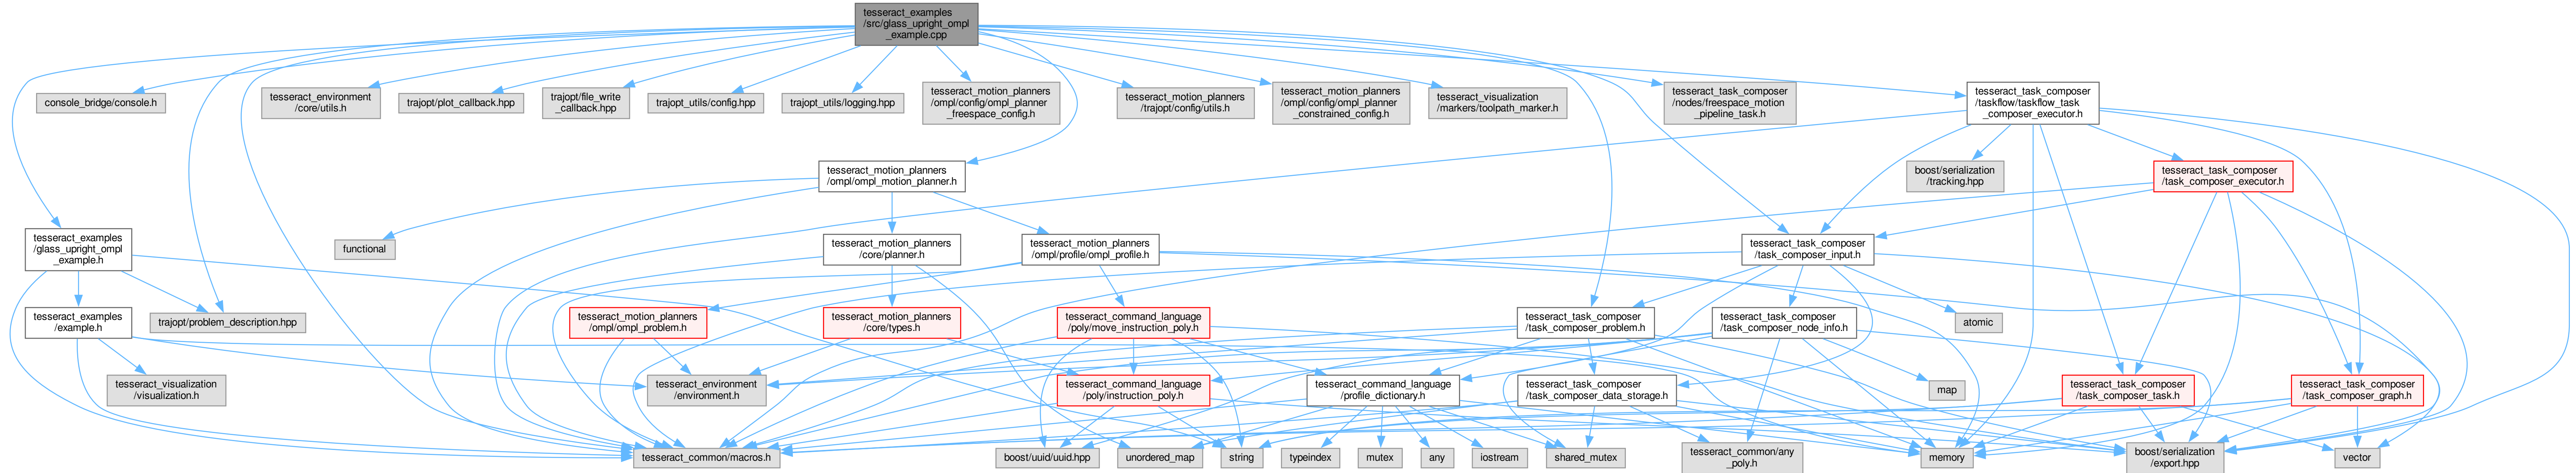 tesseract_examples
/src/glass_upright_ompl
_example.cpp
console_bridge/console.h
tesseract_environment
/core/utils.h
trajopt/plot_callback.hpp
trajopt/file_write
_callback.hpp
trajopt_utils/config.hpp
trajopt_utils/logging.hpp
tesseract_motion_planners
/ompl/config/ompl_planner
_freespace_config.h
tesseract_motion_planners
/trajopt/config/utils.h
tesseract_motion_planners
/ompl/config/ompl_planner
_constrained_config.h
tesseract_visualization
/markers/toolpath_marker.h
tesseract_task_composer
/nodes/freespace_motion
_pipeline_task.h
tesseract_task_composer
/taskflow/taskflow_task
_composer_executor.h
tesseract_motion_planners
/ompl/ompl_motion_planner.h
boost/serialization
/tracking.hpp
tesseract_task_composer
/task_composer_executor.h
tesseract_examples
/glass_upright_ompl
_example.h
functional
tesseract_motion_planners
/core/planner.h
tesseract_motion_planners
/ompl/profile/ompl_profile.h
tesseract_task_composer
/task_composer_input.h
tesseract_examples
/example.h
trajopt/problem_description.hpp
tesseract_motion_planners
/ompl/ompl_problem.h
tesseract_motion_planners
/core/types.h
tesseract_command_language
/poly/move_instruction_poly.h
tesseract_task_composer
/task_composer_problem.h
tesseract_task_composer
/task_composer_node_info.h
atomic
tesseract_visualization
/visualization.h
tesseract_environment
/environment.h
tesseract_command_language
/poly/instruction_poly.h
tesseract_command_language
/profile_dictionary.h
tesseract_task_composer
/task_composer_data_storage.h
map
tesseract_task_composer
/task_composer_task.h
tesseract_task_composer
/task_composer_graph.h
tesseract_common/macros.h
boost/uuid/uuid.hpp
unordered_map
string
typeindex
mutex
any
iostream
shared_mutex
tesseract_common/any
_poly.h
memory
boost/serialization
/export.hpp
vector